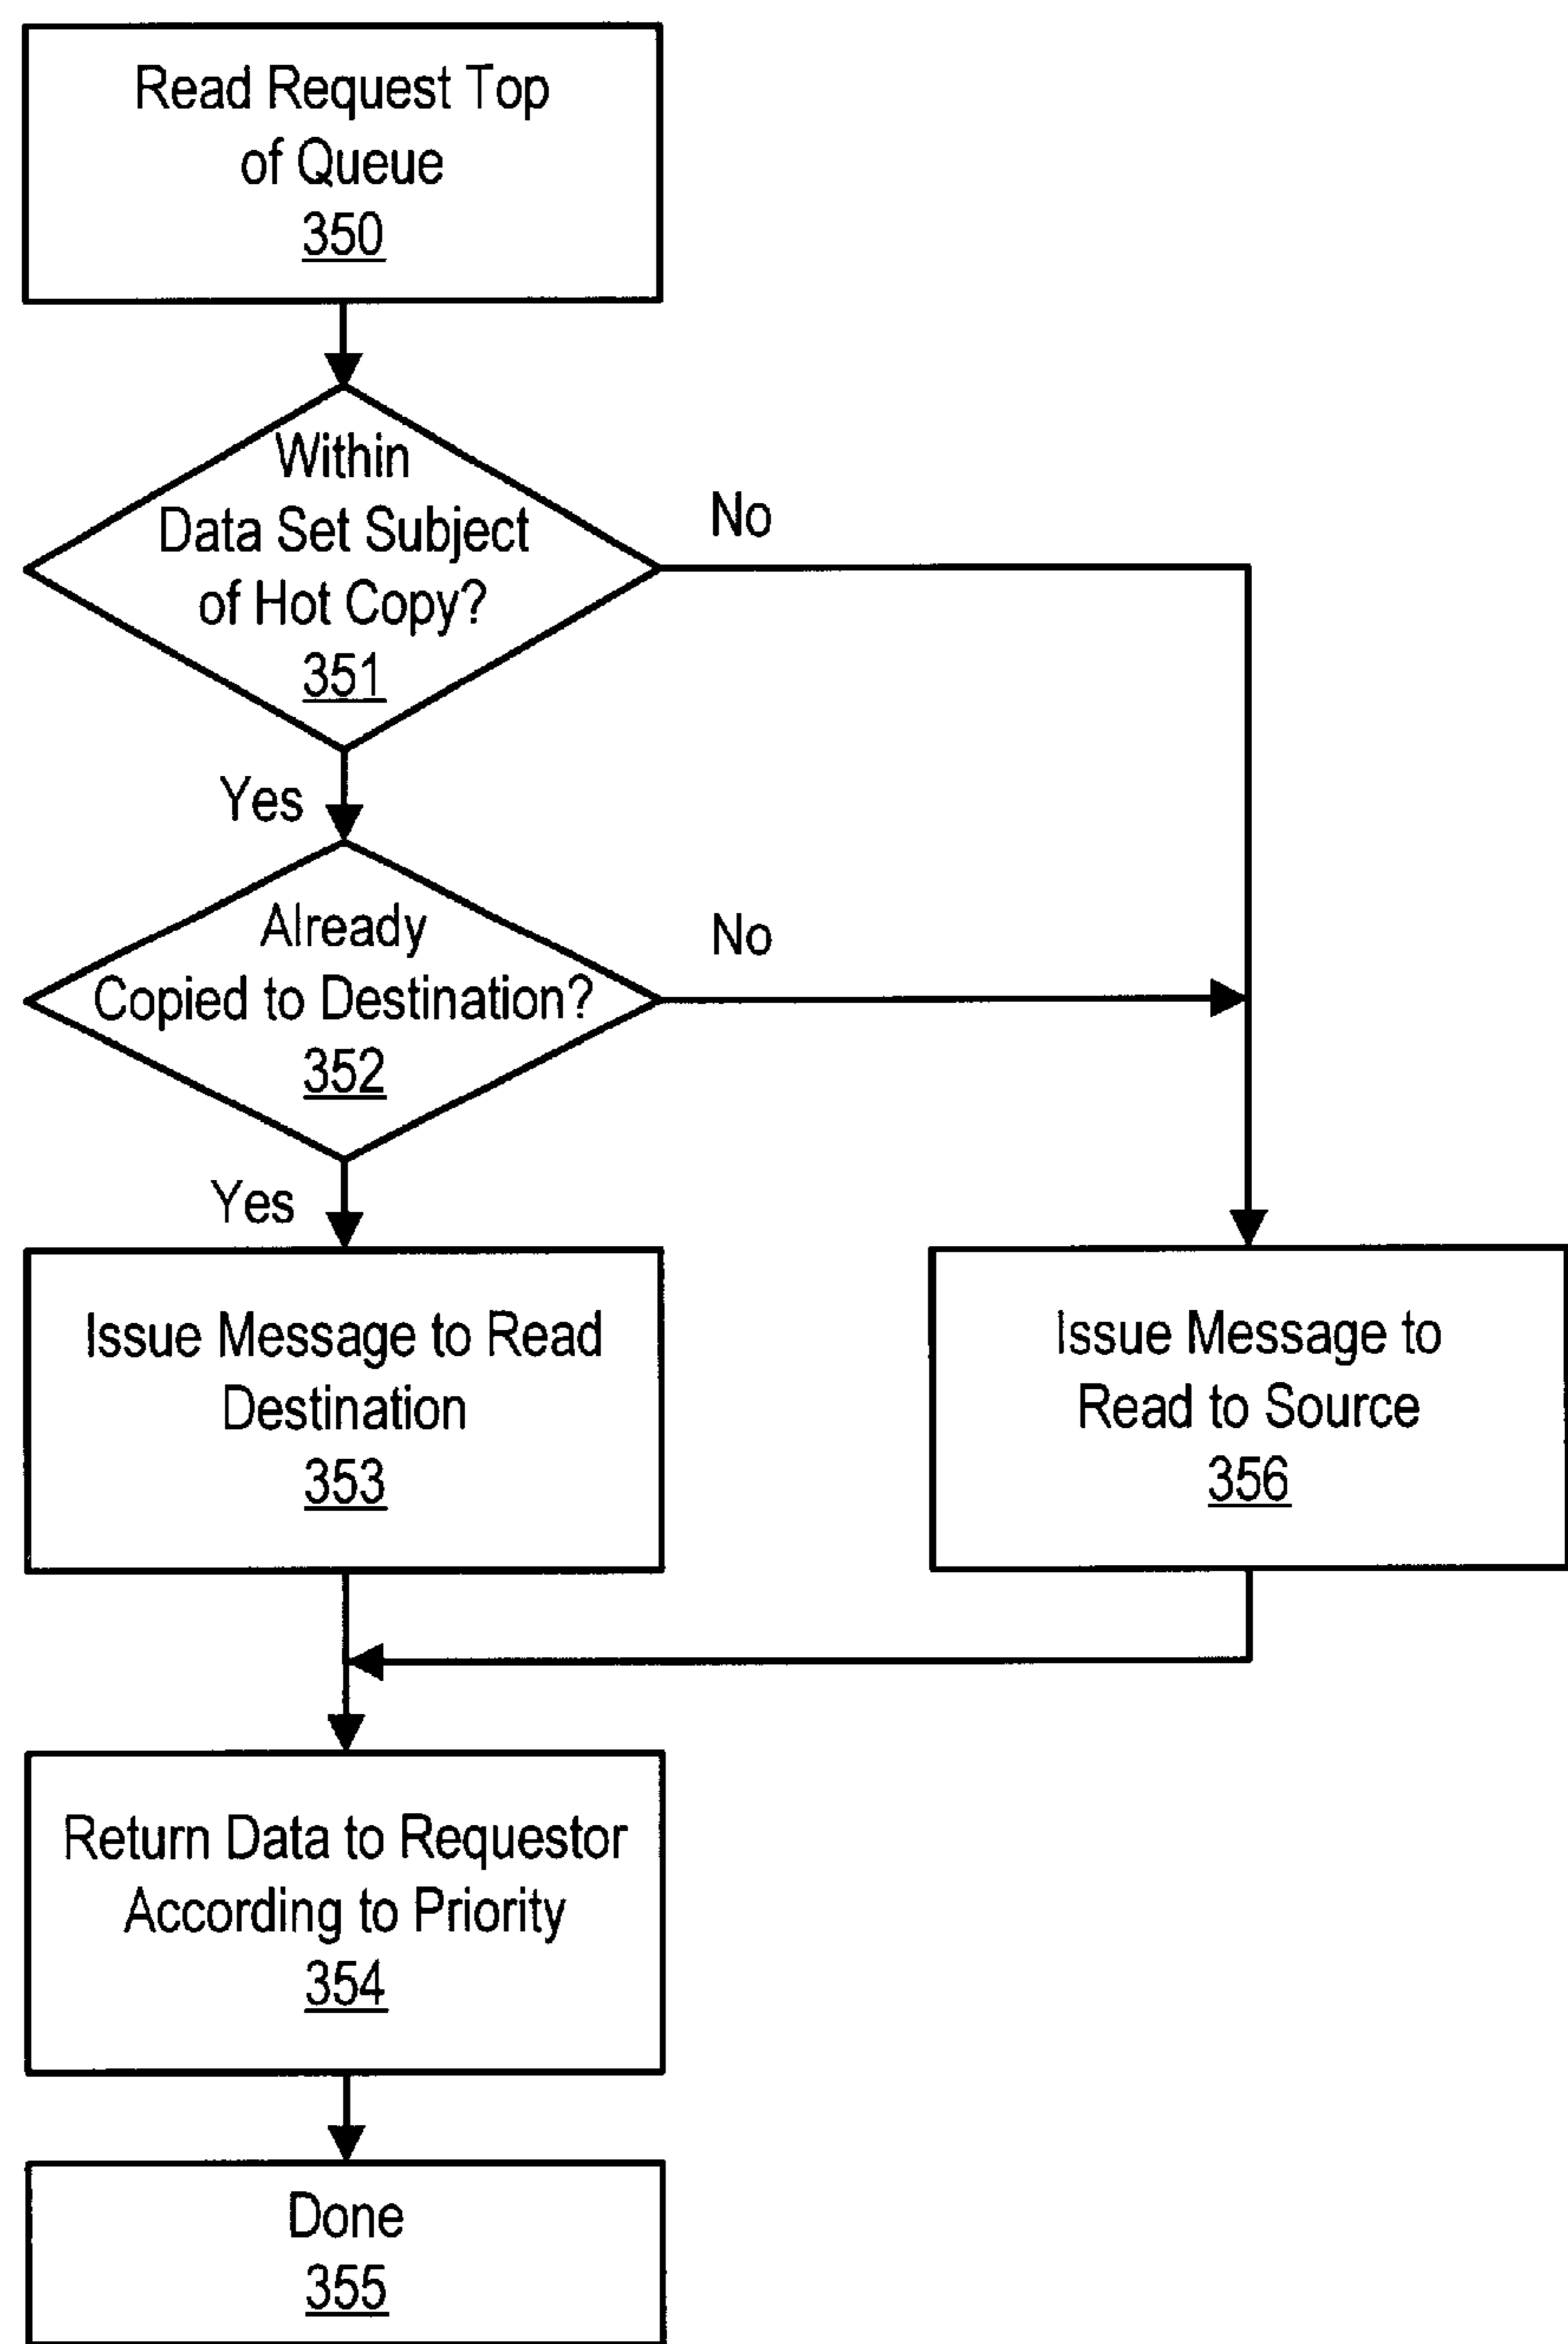 Read Request Top
of Queue
350
Within
Data Set Subject
of Hot Copy?
351
No
Yes
Already
Copied to Destination?
352
No
Yes
Issue Message to Read
Destination
353
Issue Message to
Read to Source
356
Return Data to Requestor
According to Priority
354
Done
355